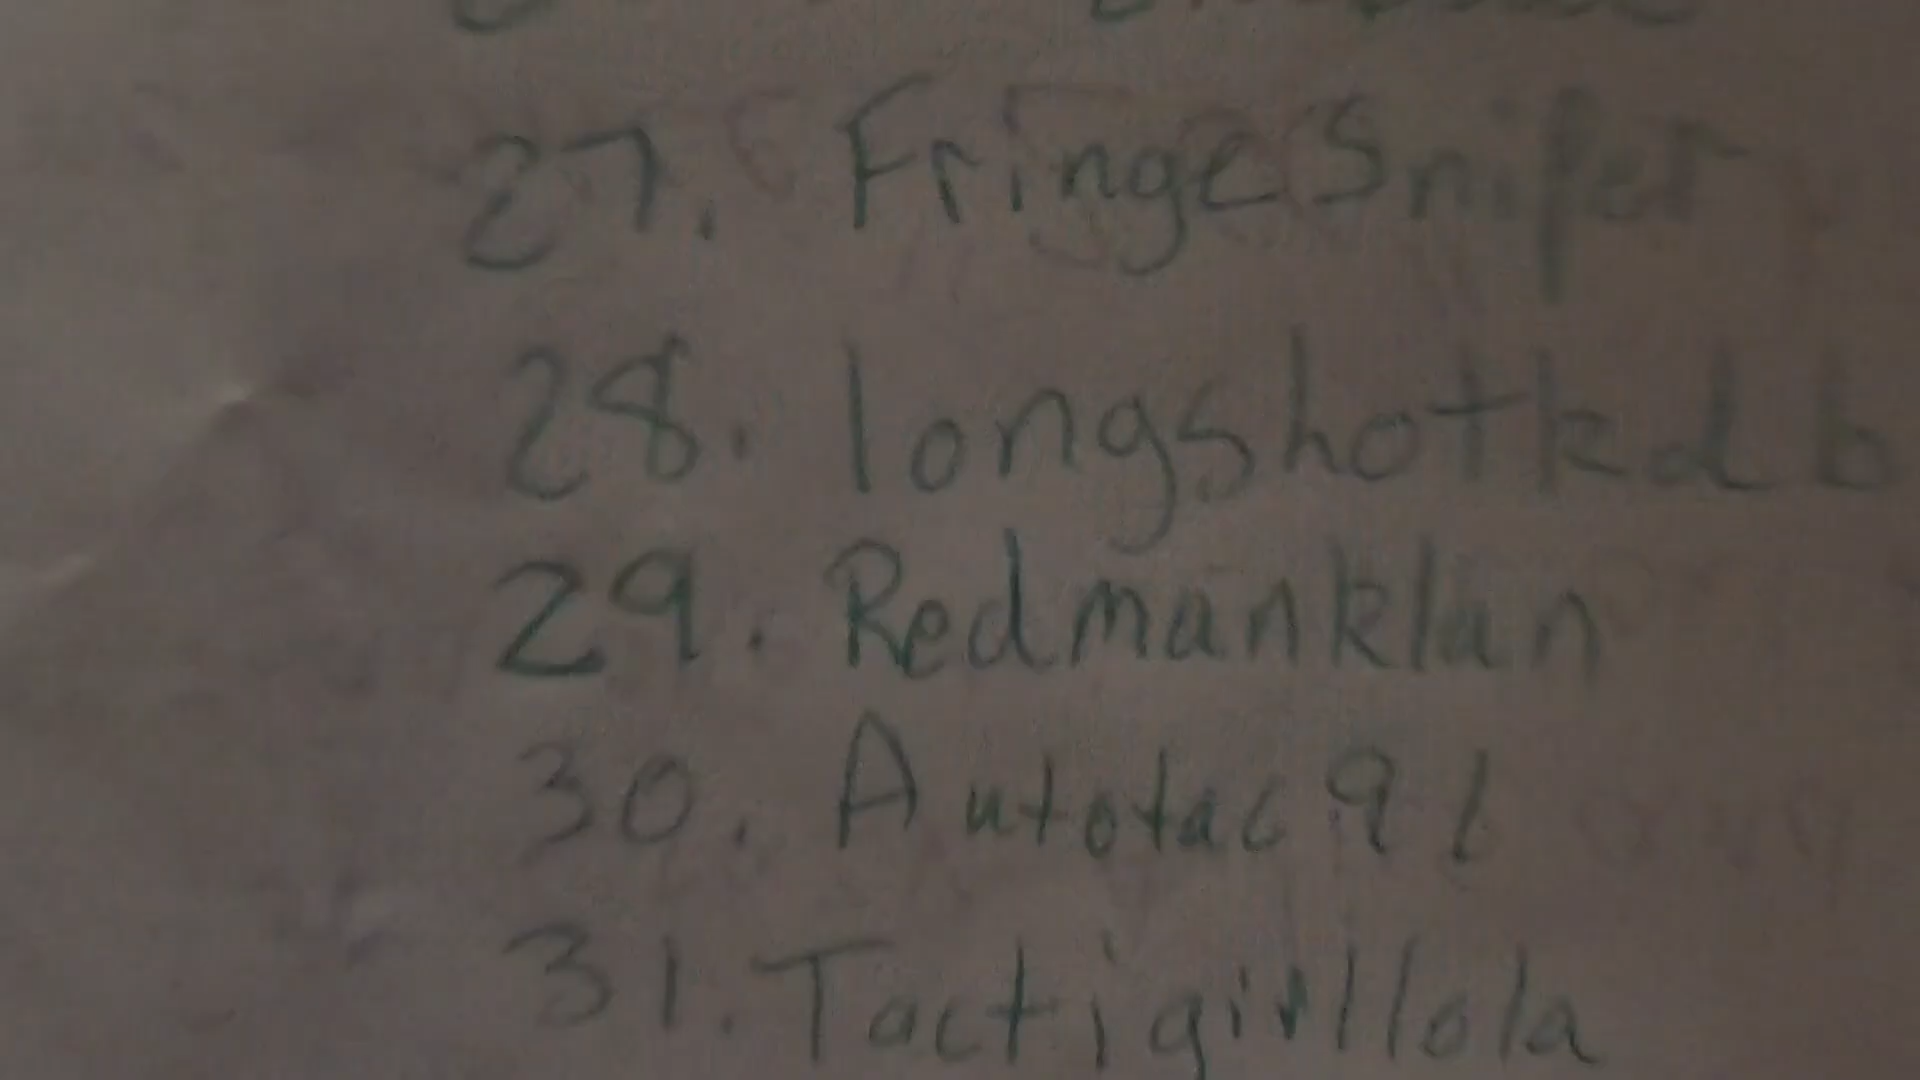 27. FringeSniper
28. longshotkdb
29. Redmanklan
30. Autotac91
31. Tactigirllola